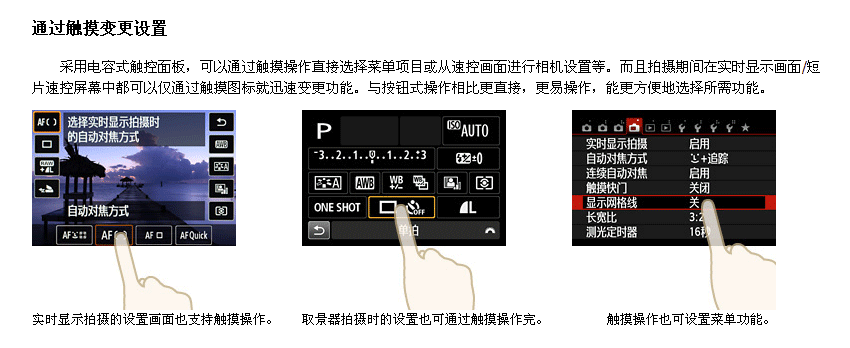 通过触摸变更设置
采用电容式触控面板，可以通过触摸操作直接选择菜单项目或从速控画面进行相机设置等。而且拍摄期间在实时显示画面/短
片速控屏幕中都可以仅通过触摸图标就迅速变更功能。与按钮式操作相比更直接，更易操作，能更方便地选择所需功能。
AF()
选择实时显示拍摄时
的自动对焦方式
RAW
+L
AWB
自动对焦方式
AF
AF
AF
AFQuick
P
ISO AUTO
-3..2..1..0..1..2.:3
±0
AWB
WB
+/-
ONE SHOT
OFF
L
单拍
实时显示拍摄 启用
自动对焦方式 +追踪
连续自动对焦 启用
触摸快门 关闭
显示网格线 关
长宽比 3:2
测光定时器 16秒
实时显示拍摄的设置画面也支持触摸操作。
取景器拍摄时的设置也可通过触摸操作完。
触摸操作也可设置菜单功能。